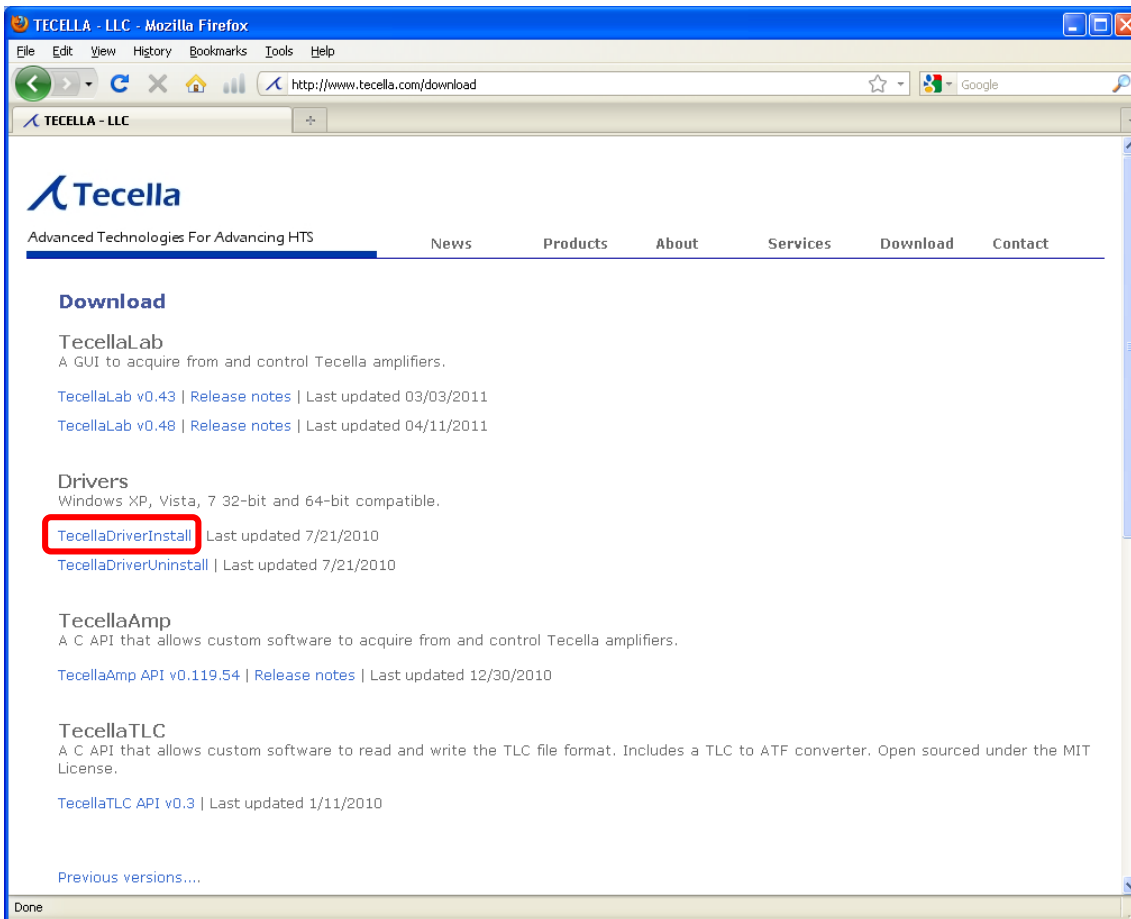 TECELLA - LLC - Mozilla Firefox
File Edit View History Bookmarks Tools Help
http://www.tecella.com/download
Google
TECELLA - LLC
Tecella
Advanced Technologies For Advancing HTS
News Products About Services Download Contact
Download
TecellaLab
A GUI to acquire from and control Tecella amplifiers.
TecellaLab v0.43 | Release notes | Last updated 03/03/2011
TecellaLab v0.48 | Release notes | Last updated 04/11/2011
Drivers
Windows XP, Vista, 7 32-bit and 64-bit compatible.
TecellaDriverInstall Last updated 7/21/2010
TecellaDriverUninstall | Last updated 7/21/2010
TecellaAmp
A C API that allows custom software to acquire from and control Tecella amplifiers.
TecellaAmp API v0.119.54 | Release notes | Last updated 12/30/2010
TecellaTLC
A C API that allows custom software to read and write the TLC file format. Includes a TLC to ATF converter. Open sourced under the MIT
License.
TecellaTLC API v0.3 | Last updated 1/11/2010
Previous versions....
Done